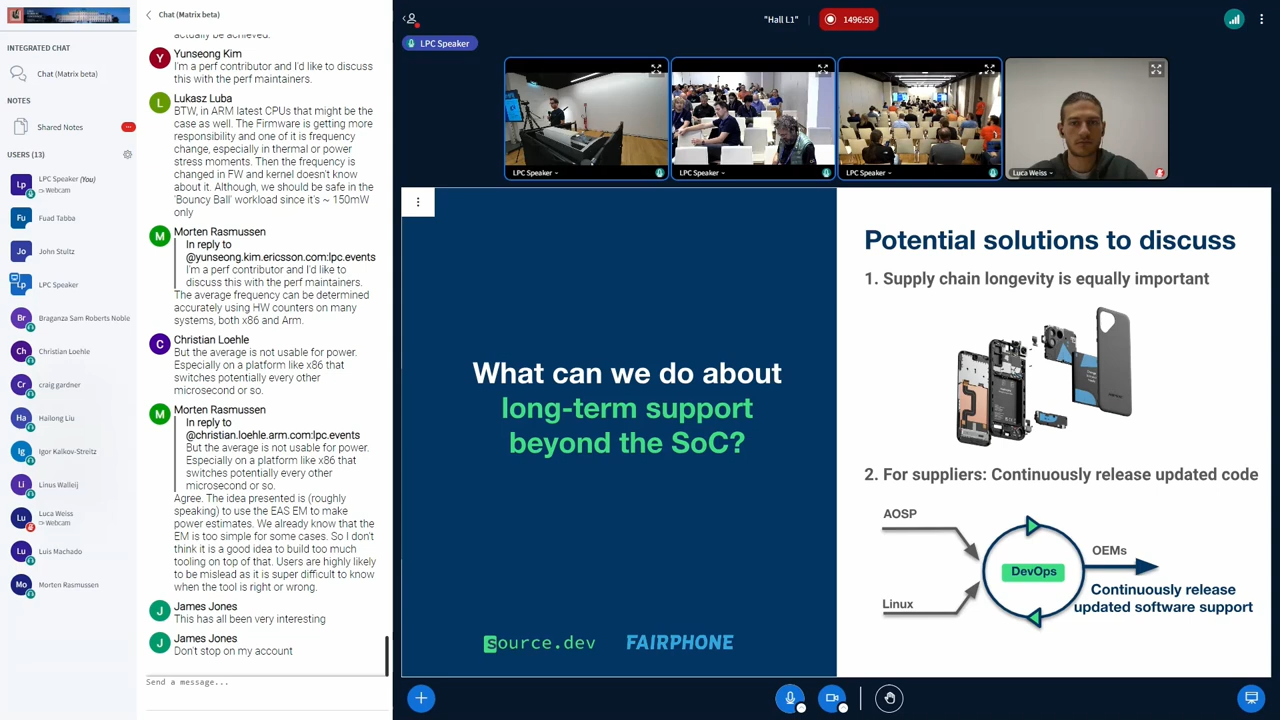 INTEGRATED CHAT
Chat (Matrix beta)
NOTES
Shared Notes
USERS (13)
Lp
LPC Speaker (You)
Webcam
Fu
Fuad Tabba
Jo
John Stultz
Lp
LPC Speaker
Br
Braganza Sam Roberts Noble
Ch
Christian Loehle
Cr
craig gardner
Ha
Hailong Liu
Ig
Igor Kalkov-Streitz
Li
Linus Walleij
Lu
Luca Weiss
Webcam
Lu
Luis Machado
Mo
Morten Rasmussen
Chat (Matrix beta)
actually be achieved.
Y
Yunseong Kim
I'm a perf contributor and I'd like to discuss
this with the perf maintainers.
L
Lukasz Luba
BTW, in ARM latest CPUs that might be the
case as well. The Firmware is getting more
responsibility and one of it is frequency
change, especially in thermal or power
stress moments. Then the frequency is
changed in FW and kernel doesn't know
about it. Although, we should be safe in the
'Bouncy Ball' workload since it's ~ 150mW
only
M
Morten Rasmussen
In reply to
@yunseong.kim.ericsson.com:lpc.events
I'm a perf contributor and I'd like to
discuss this with the perf maintainers.
The average frequency can be determined
accurately using HW counters on many
systems, both x86 and Arm.
C
Christian Loehle
But the average is not usable for power.
Especially on a platform like x86 that
switches potentially every other
microsecond or so.
M
Morten Rasmussen
In reply to
@christian.loehle.arm.com:lpc.events
But the average is not usable for power.
Especially on a platform like x86 that
switches potentially every other
microsecond or so.
Agree. The idea presented is (roughly
speaking) to use the EAS EM to make
power estimates. We already know that the
EM is too simple for some cases. So I don't
think it is a good idea to build too much
tooling on top of that. Users are highly likely
to be mislead as it is super difficult to know
when the tool is right or wrong.
J
James Jones
This has all been very interesting
J
James Jones
Don't stop on my account
Send a message...
"Hall L1"
1496:59
LPC Speaker
LPC Speaker
LPC Speaker
LPC Speaker
Luca Weiss
What can we do about
long-term support
beyond the SoC?
source.dev
FAIRPHONE
Potential solutions to discuss
1. Supply chain longevity is equally important
2. For suppliers: Continuously release updated code
AOSP
Linux
DevOps
OEMs
Continuously release
updated software support